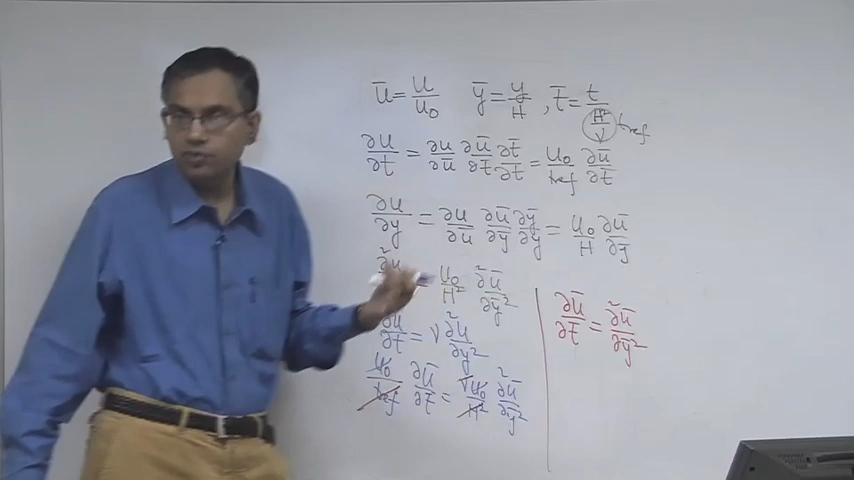 ū = u/u₀   ȳ = y/H , t̄ = t/(H²/ν) t_ref
∂u/∂t = ∂u/∂ū ∂ū/∂t̄ ∂t̄/∂t = u₀/t_ref ∂ū/∂t̄
∂u/∂y = ∂u/∂ū ∂ū/∂ȳ ∂ȳ/∂y = u₀/H ∂ū/∂ȳ
u₀/H² ∂²ū/∂ȳ²
∂u/∂t = ν ∂²u/∂y²
u₀/t_ref ∂ū/∂t̄ = νu₀/H² ∂²ū/∂ȳ²
∂ū/∂t̄ = ∂²ū/∂ȳ²